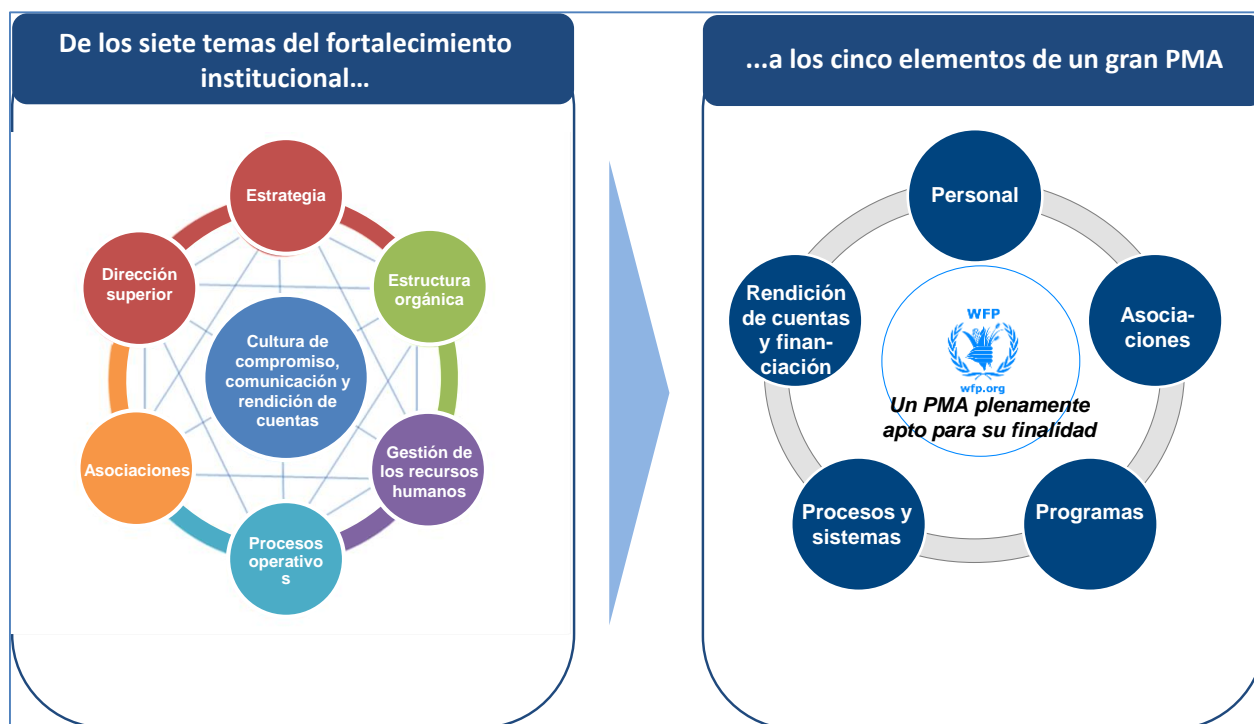 De los siete temas del fortalecimiento
institucional…
Estrategia
Dirección
superior
Estructura
orgánica
Cultura de
compromiso,
comunicación y
rendición de
cuentas
Asociaciones
Gestión de
los recursos
humanos
Procesos
operativo
s
...a los cinco elementos de un gran PMA
Personal
Rendición
de cuentas
y finan-
ciación
Asocia-
ciones
WFP
wfp.org
Un PMA plenamente
apto para su finalidad
Procesos y
sistemas
Programas